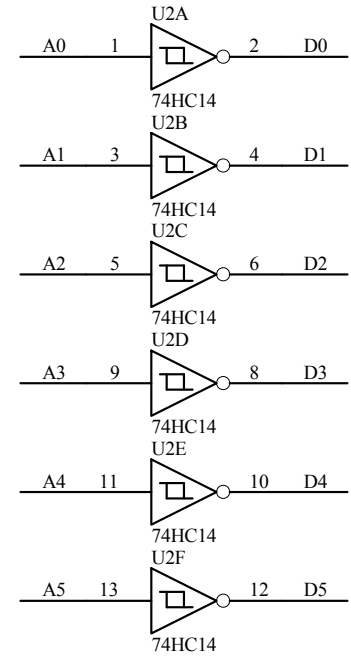 U2A
A0 1 2 D0
74HC14
U2B
A1 3 4 D1
74HC14
U2C
A2 5 6 D2
74HC14
U2D
A3 9 8 D3
74HC14
U2E
A4 11 10 D4
74HC14
U2F
A5 13 12 D5
74HC14